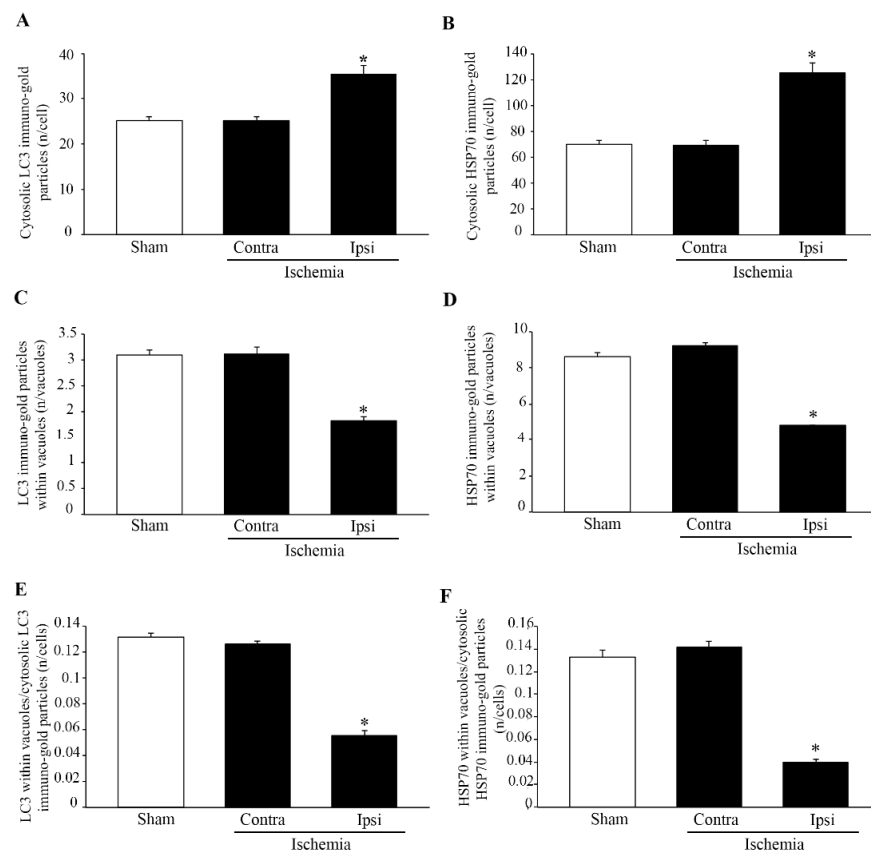 A
Cytosolic LC3 immuno-gold
particles (n/cell)
40
30
20
10
0
*
Sham
Contra
Ipsi
Ischemia
B
Cytosolic HSP70 immuno-gold
particles (n/cell)
140
120
100
80
60
40
20
0
*
Sham
Contra
Ipsi
Ischemia
C
LC3 immuno-gold particles
within vacuoles (n/vacuoles)
3.5
3
2.5
2
1.5
1
0.5
0
*
Sham
Contra
Ipsi
Ischemia
D
HSP70 immuno-gold particles
within vacuoles (n/vacuoles)
10
8
6
4
2
0
*
Sham
Contra
Ipsi
Ischemia
E
LC3 within vacuoles/cytosolic LC3
immuno-gold particles (n/cells)
0.14
0.12
0.10
0.08
0.06
0.04
0.02
0
*
Sham
Contra
Ipsi
Ischemia
F
HSP70 within vacuoles/cytosolic
HSP70 immuno-gold particles
(n/cells)
0.16
0.14
0.12
0.10
0.08
0.06
0.04
0.02
0
*
Sham
Contra
Ipsi
Ischemia